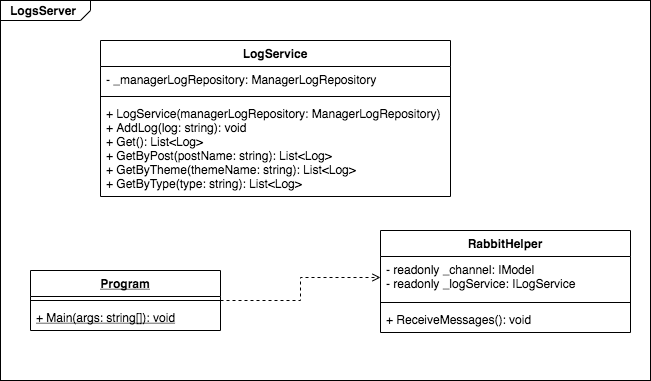 LogsServer
LogService
- _managerLogRepository: ManagerLogRepository
+ LogService(managerLogRepository: ManagerLogRepository)
+ AddLog(log: string): void
+ Get(): List<Log>
+ GetByPost(postName: string): List<Log>
+ GetByTheme(themeName: string): List<Log>
+ GetByType(type: string): List<Log>
RabbitHelper
- readonly _channel: IModel
- readonly _logService: ILogService
+ ReceiveMessages(): void
Program
+ Main(args: string[]): void